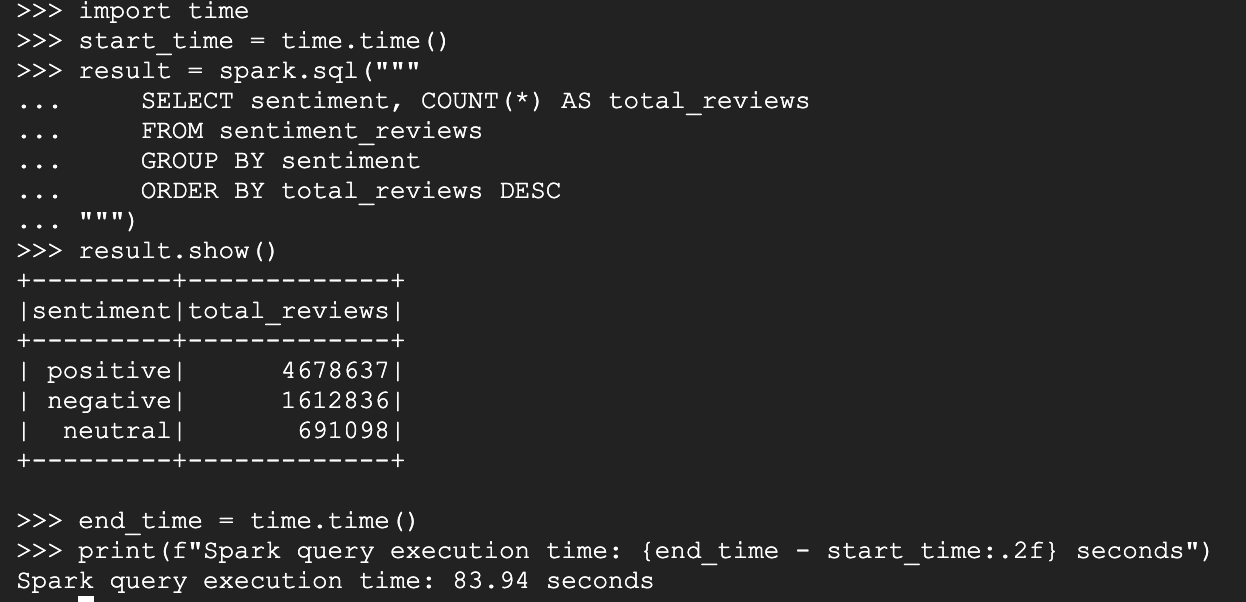 >>> import time
>>> start_time = time.time()
>>> result = spark.sql("""
...     SELECT sentiment, COUNT(*) AS total_reviews
...     FROM sentiment_reviews
...     GROUP BY sentiment
...     ORDER BY total_reviews DESC
... """)
>>> result.show()
+---------+-------------+
|sentiment|total_reviews|
+---------+-------------+
| positive|      4678637|
| negative|      1612836|
|  neutral|       691098|
+---------+-------------+

>>> end_time = time.time()
>>> print(f"Spark query execution time: {end_time - start_time:.2f} seconds")
Spark query execution time: 83.94 seconds